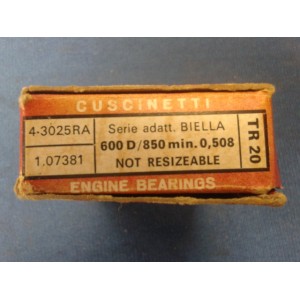 CUSCINETTI
4-3025RA
Serie adatt. BIELLA
600 D/850 min. 0,508
1.07381
NOT RESIZEABLE
TR 20
ENGINE BEARINGS